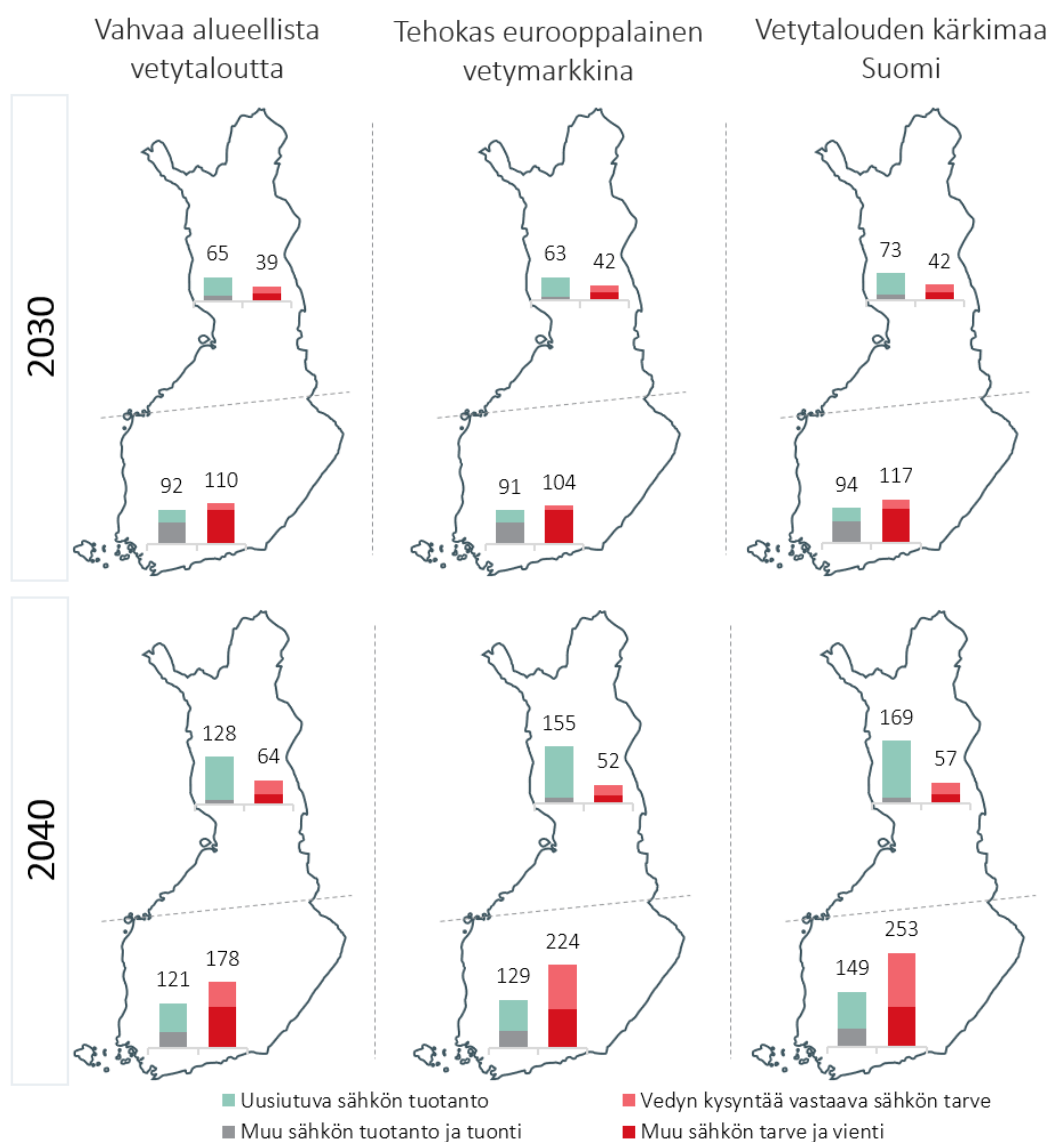 Vahvaa alueellista
vetytaloutta
Tehokas eurooppalainen
vetymarkkina
Vetytalouden kärkimaa
Suomi
2030
65
39
63
42
73
42
92
110
91
104
94
117
2040
128
64
155
52
169
57
121
178
129
224
149
253
Uusiutuva sähkön tuotanto
Vedyn kysyntää vastaava sähkön tarve
Muu sähkön tuotanto ja tuonti
Muu sähkön tarve ja vienti